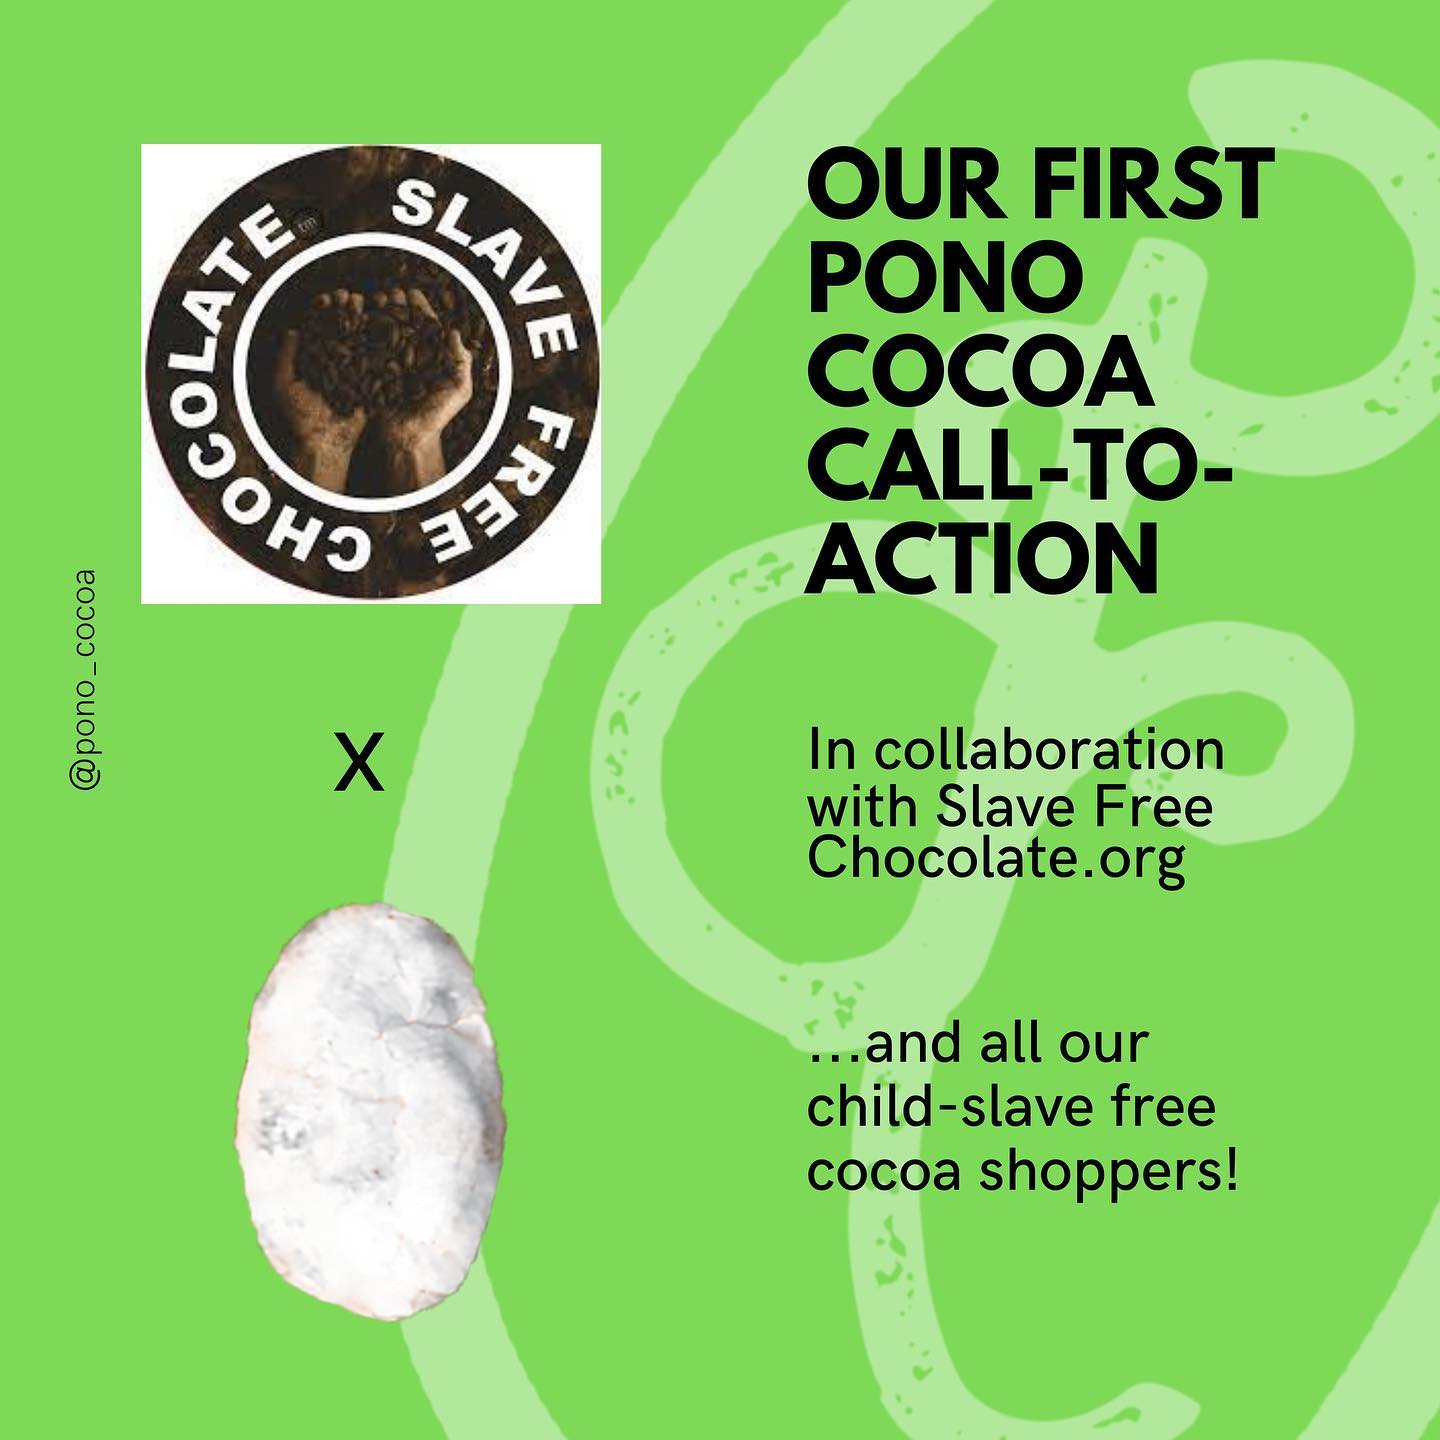 SLAVE FREE CHOCOLATE tm
OUR FIRST
PONO
COCOA
CALL-TO-
ACTION
@pono_cocoa
X
In collaboration
with Slave Free
Chocolate.org
...and all our
child-slave free
cocoa shoppers!